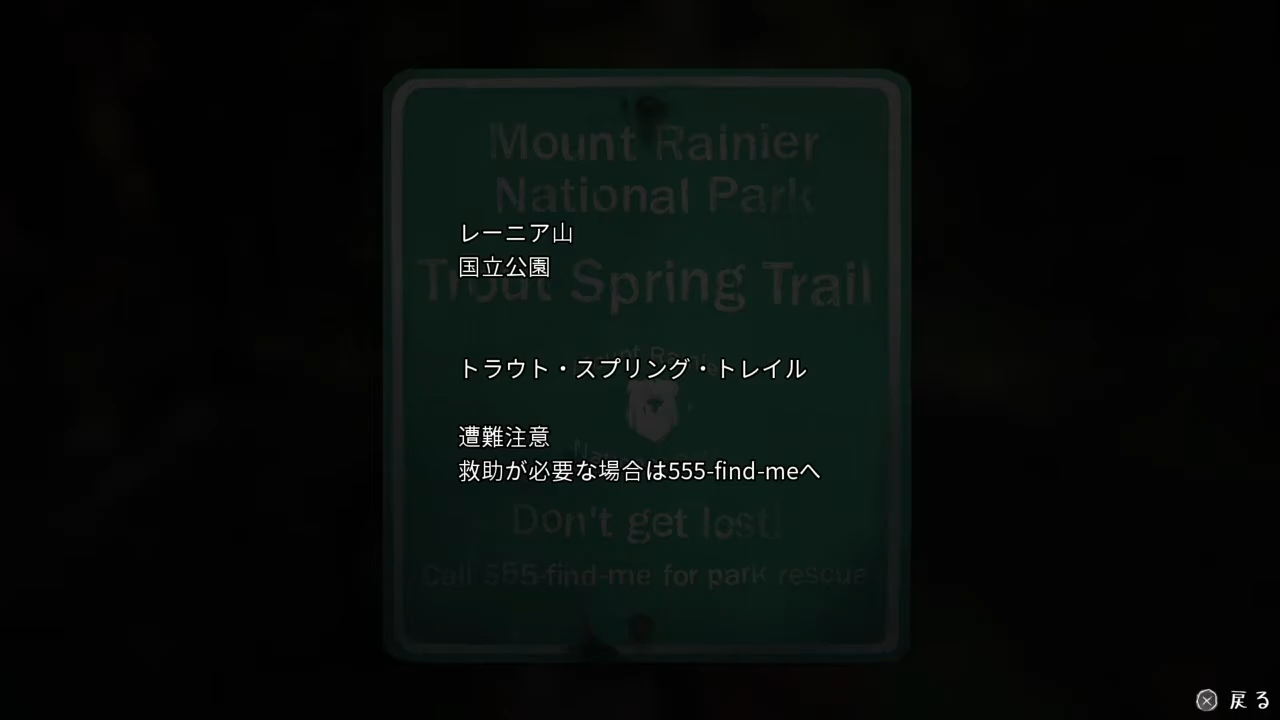 Mount Rainier
National Park
レーニア山
国立公園
Trout Spring Trail
トラウト・スプリング・トレイル
遭難注意
救助が必要な場合は555-find-meへ
Don't get lost!
Call 555-find-me for park rescue
戻る